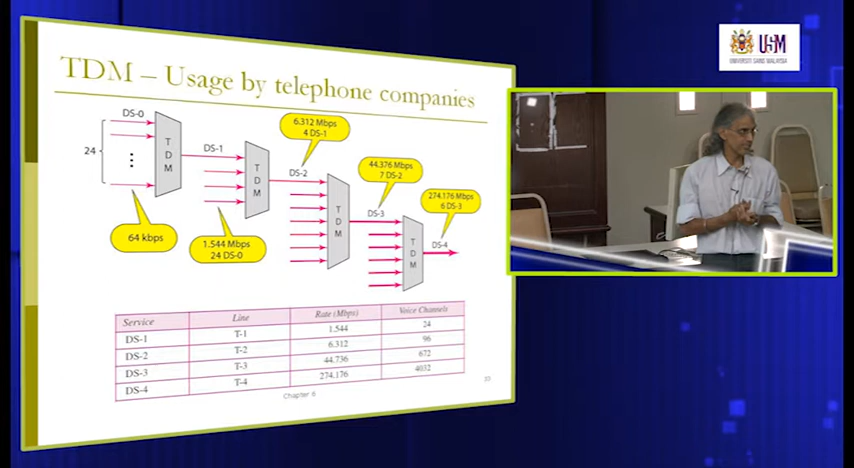 TDM – Usage by telephone companies
DS-0
24
TDM
DS-1
TDM
6.312 Mbps
4 DS-1
DS-2
TDM
44.376 Mbps
7 DS-2
DS-3
TDM
274.176 Mbps
6 DS-3
DS-4
64 kbps
1.544 Mbps
24 DS-0
Service Line Rate (Mbps) Voice Channels
DS-1 T-1 1.544 24
DS-2 T-2 6.312 96
DS-3 T-3 44.736 672
DS-4 T-4 274.176 4032
Chapter 6
20
USM
UNIVERSITI SAINS MALAYSIA